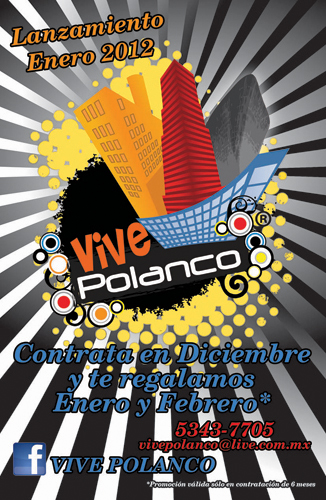 Lanzamiento
Enero 2012
Vive
Polanco
®
Contrata en Diciembre
y te regalamos
Enero y Febrero*
5343-7705
vivepolanco@live.com.mx
f VIVE POLANCO
*Promoción válida sólo en contratación de 6 meses